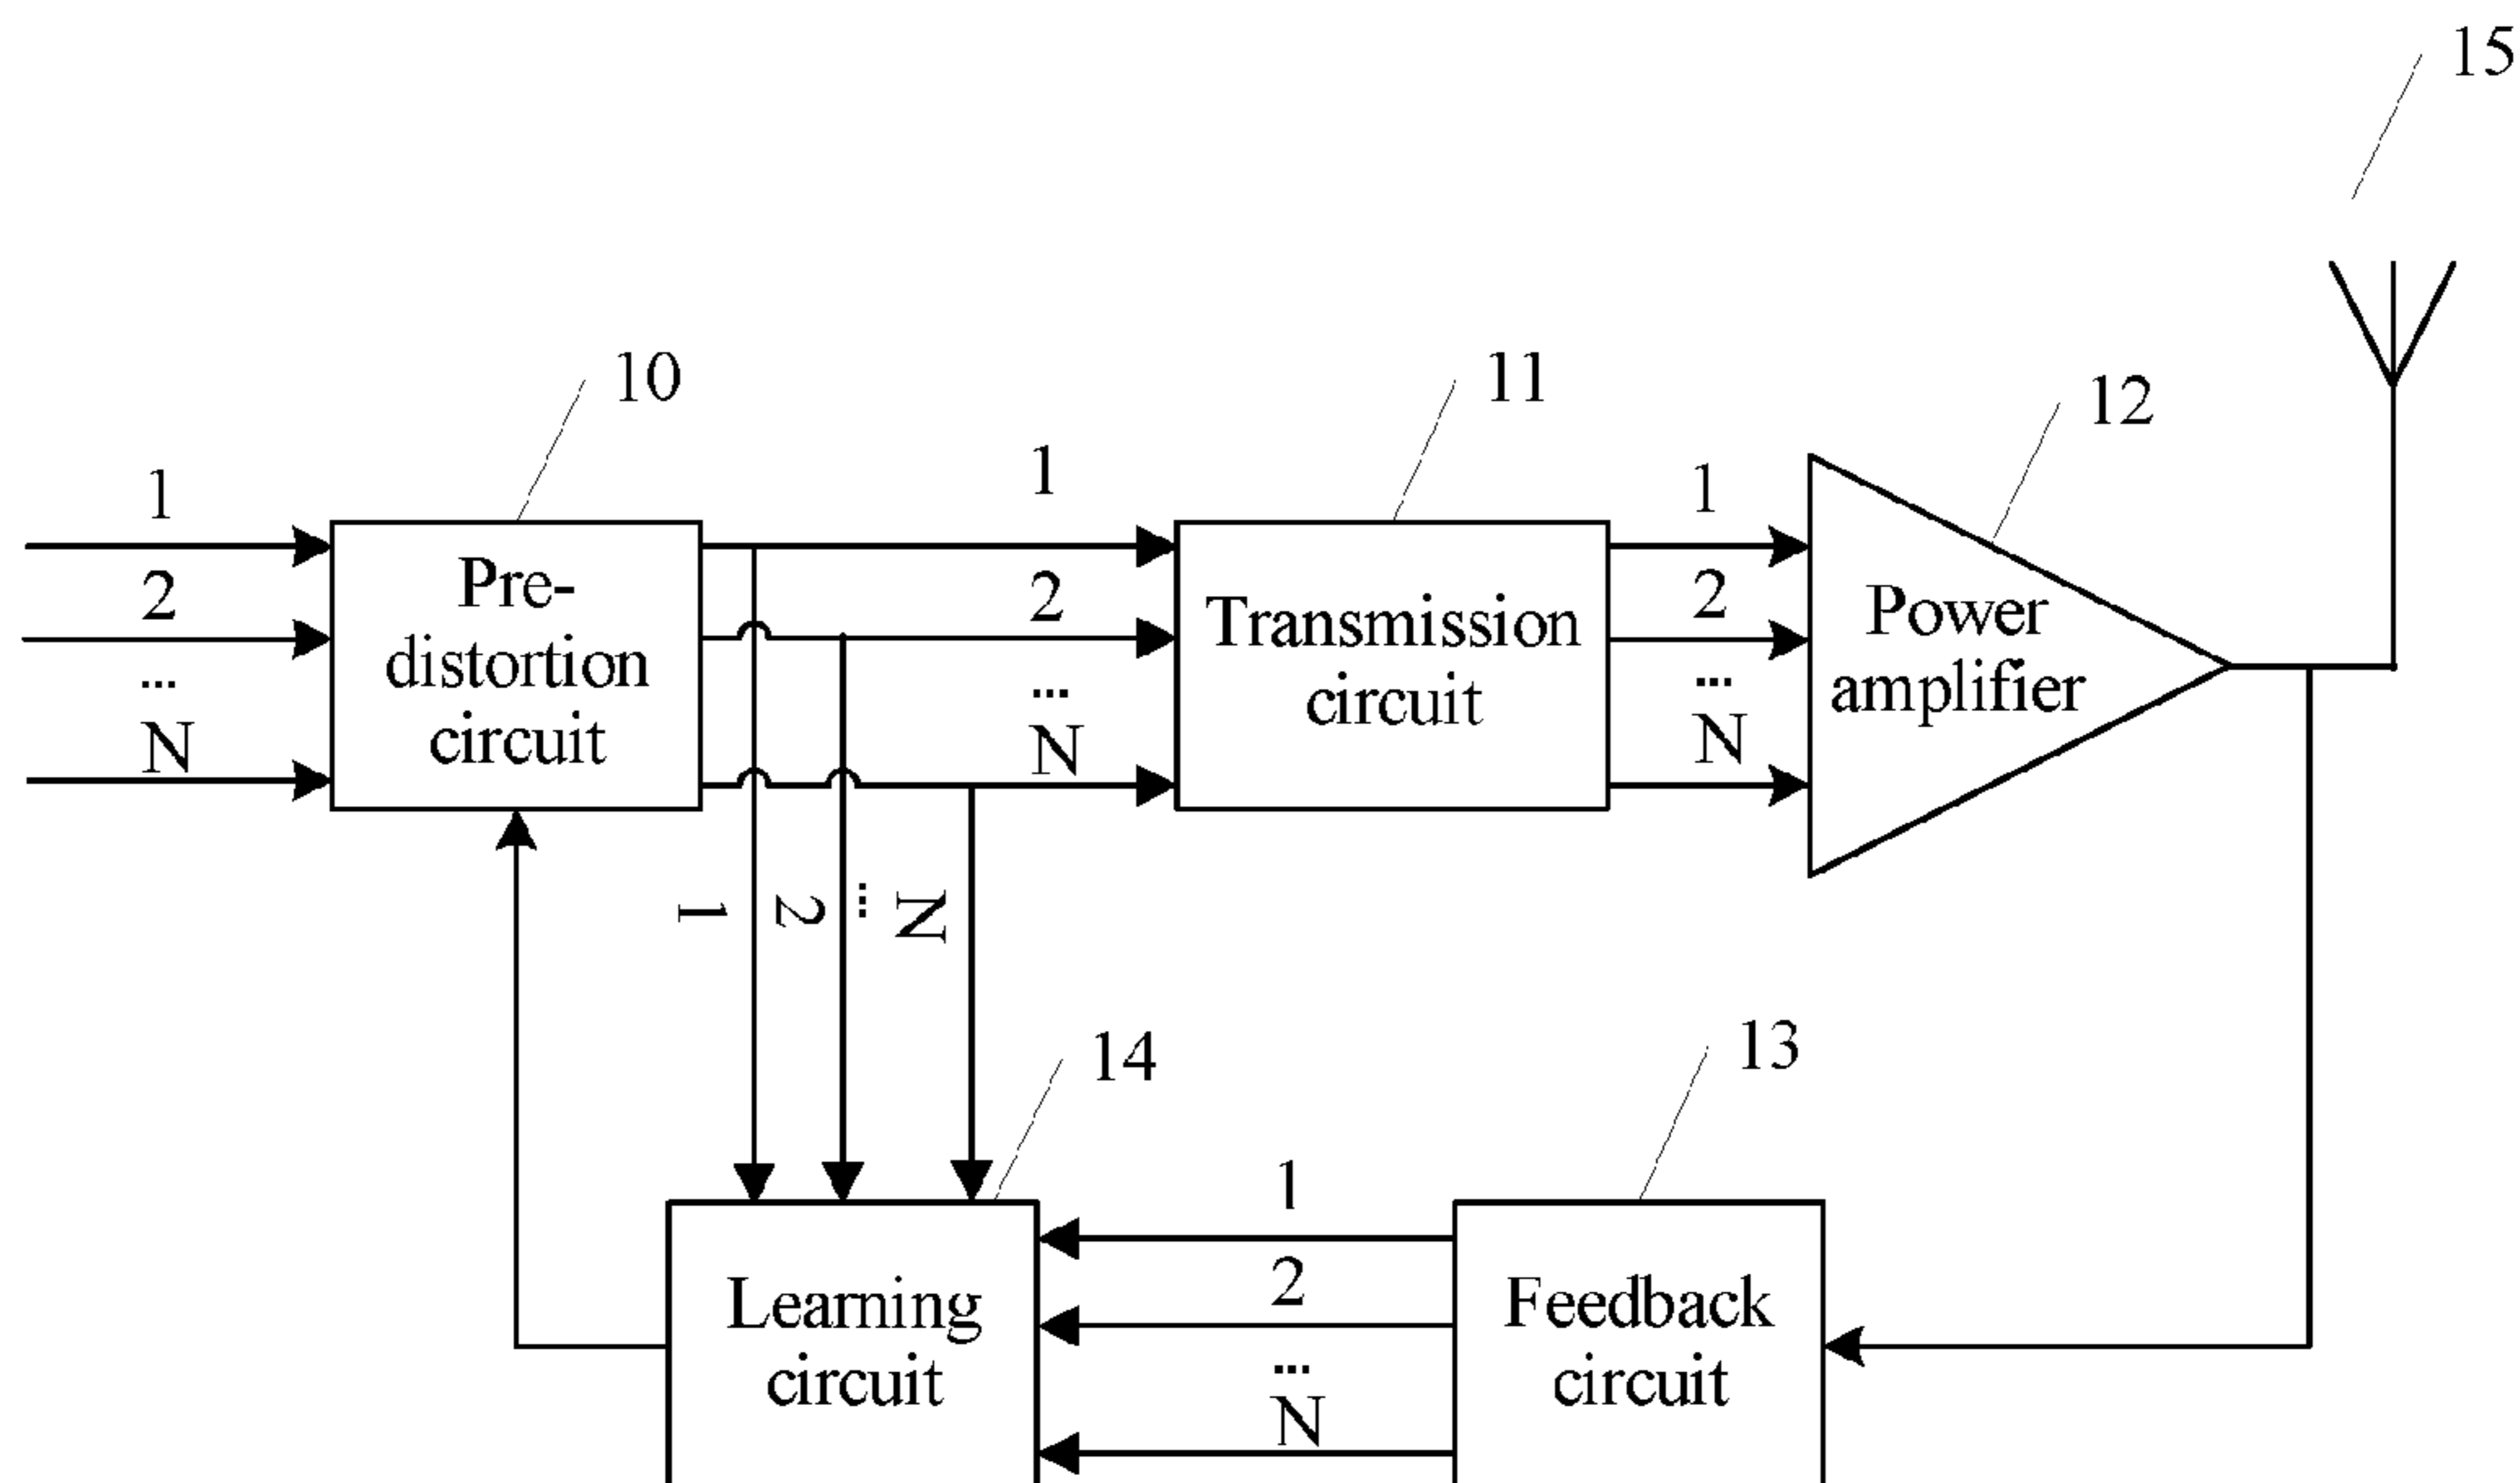 15
10
11
12
1
1
1
Pre-
distortion
circuit
2
2
2
Transmission
circuit
Power
amplifier
...
...
...
N
N
N
1
2
...
N
14
13
1
Learning
circuit
2
Feedback
circuit
...
N